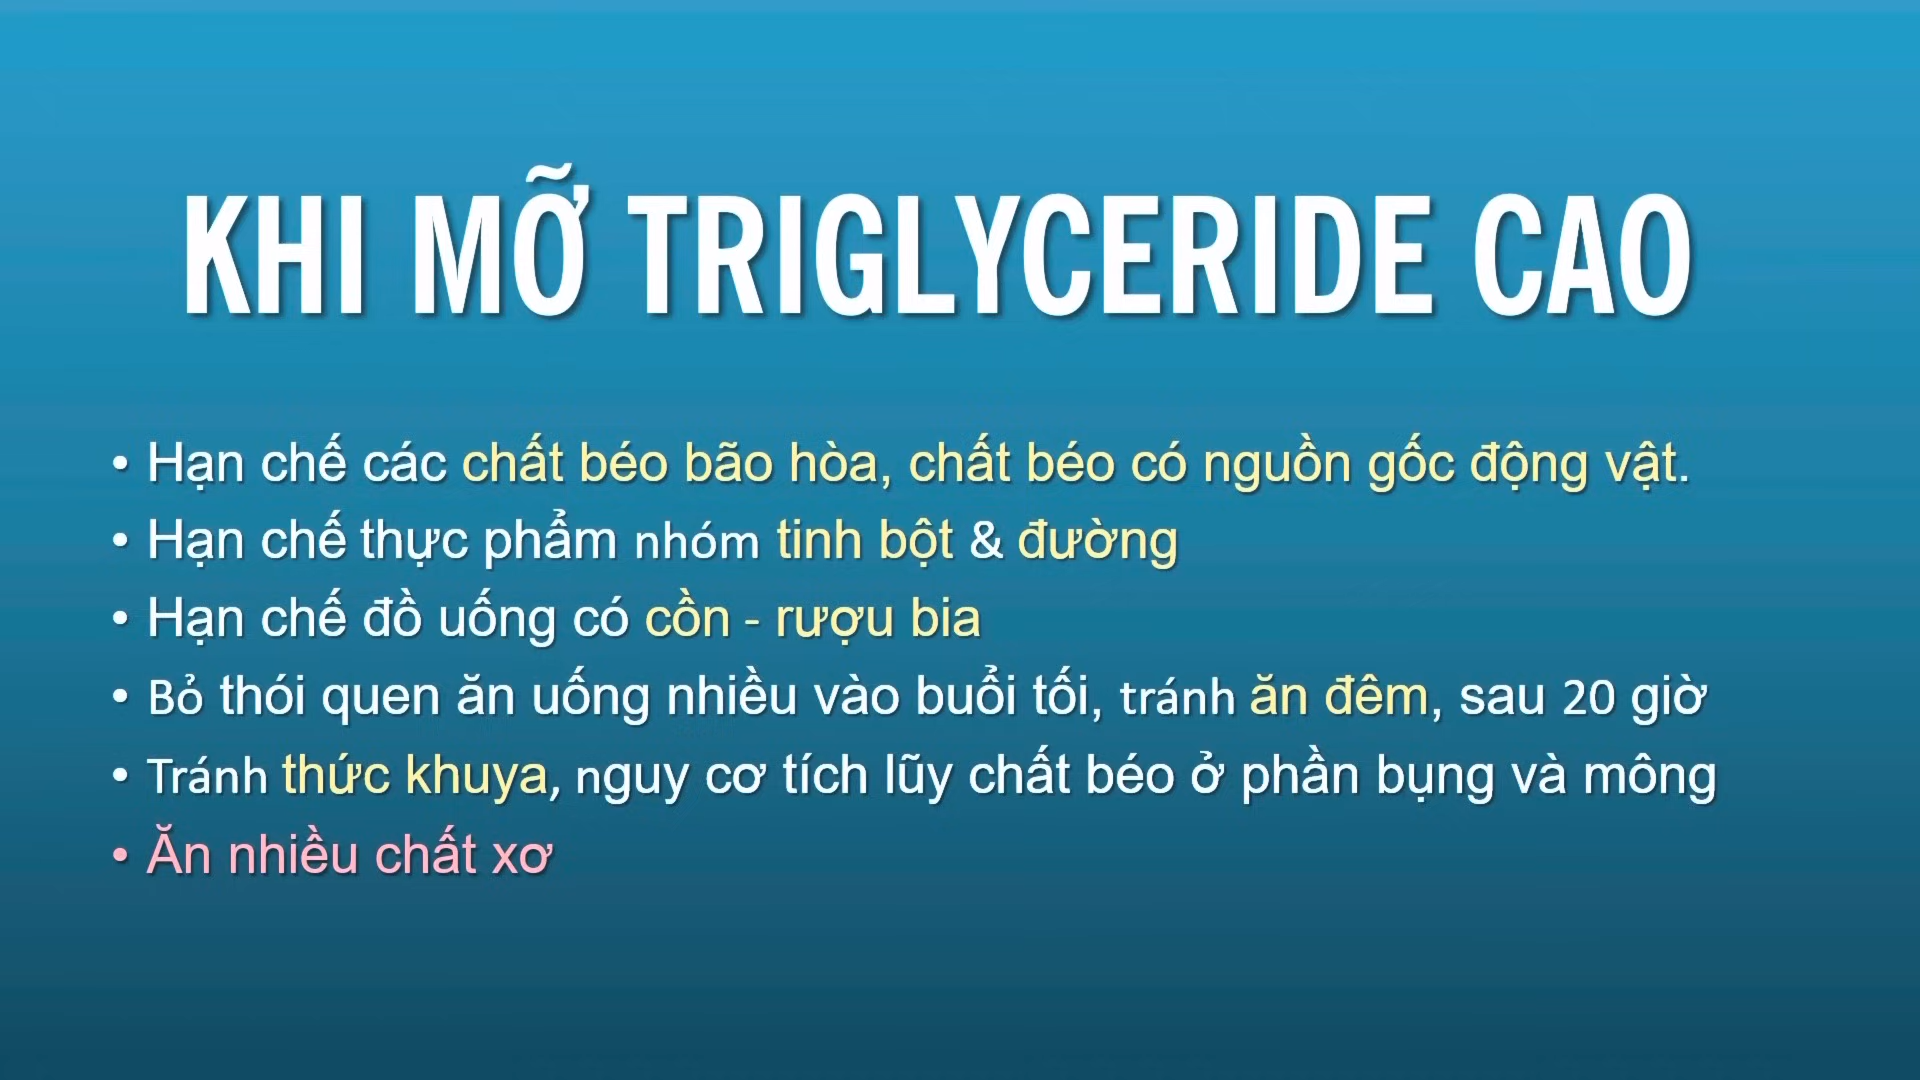 KHI MỠ TRIGLYCERIDE CAO
• Hạn chế các chất béo bão hòa, chất béo có nguồn gốc động vật.
• Hạn chế thực phẩm nhóm tinh bột & đường
• Hạn chế đồ uống có cồn - rượu bia
• Bỏ thói quen ăn uống nhiều vào buổi tối, tránh ăn đêm, sau 20 giờ
• Tránh thức khuya, nguy cơ tích lũy chất béo ở phần bụng và mông
• Ăn nhiều chất xơ